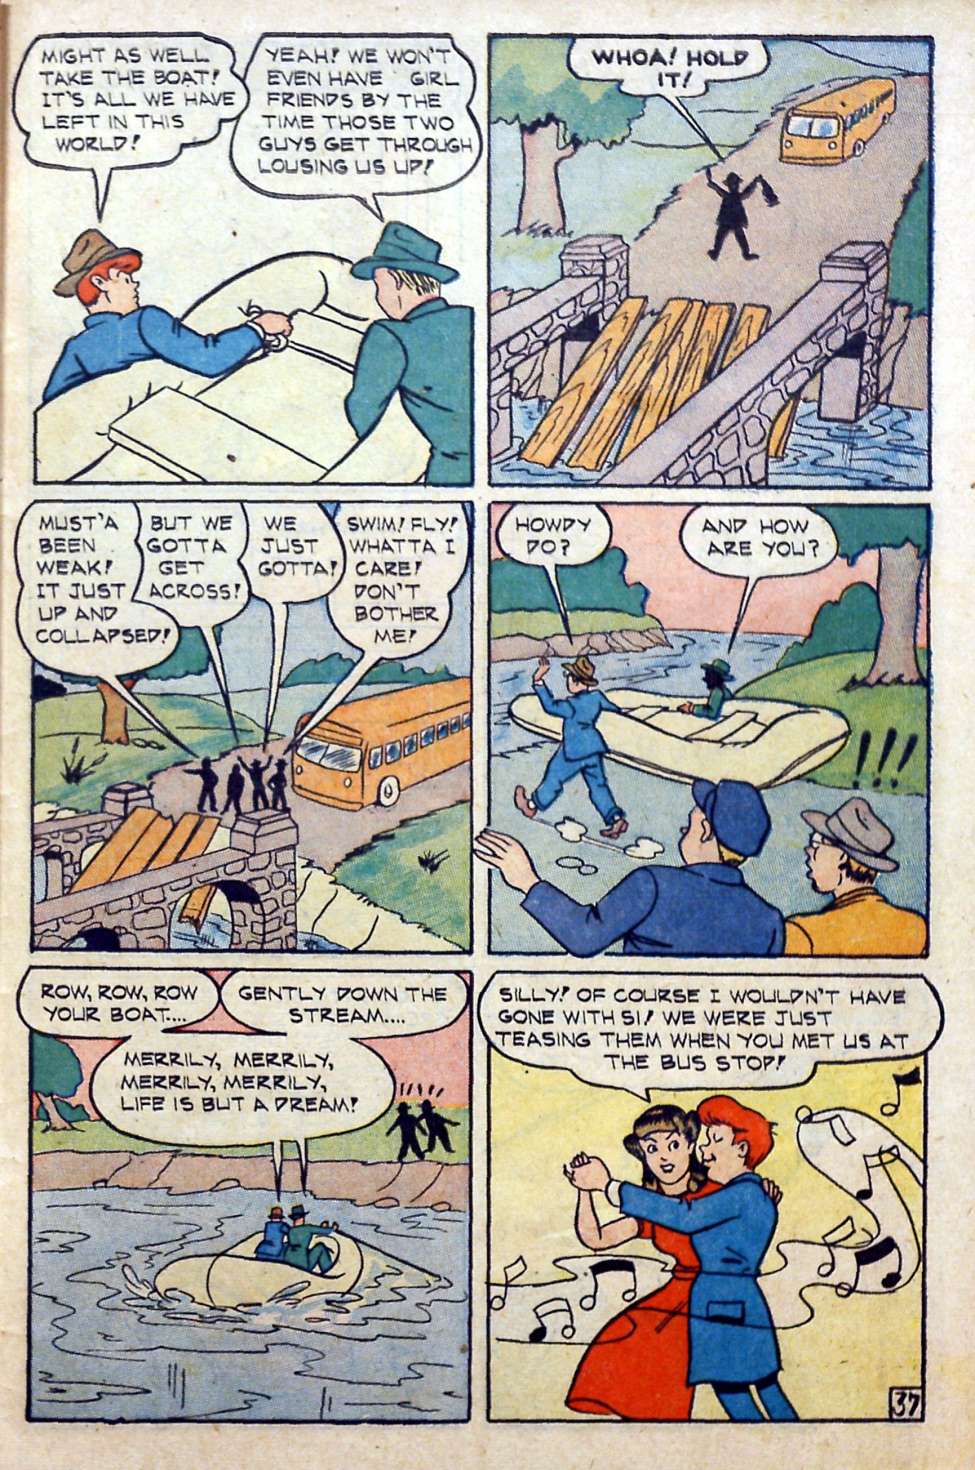 MIGHT AS WELL
TAKE THE BOAT!
IT'S ALL WE HAVE
LEFT IN THIS
WORLD!
YEAH! WE WON'T
EVEN HAVE GIRL
FRIENDS BY THE
TIME THOSE TWO
GUYS GET THROUGH
LOUSING US UP!
WHOA! HOLD
IT!
MUST'A
BEEN
WEAK!
IT JUST
UP AND
COLLAPSED!
BUT WE
GOTTA
GET
ACROSS!
WE
JUST
GOTTA!
SWIM! FLY!
WHATTA I
CARE!
DON'T
BOTHER
ME!
HOWDY
DO?
AND HOW
ARE YOU?
!!!
ROW, ROW, ROW
YOUR BOAT...
GENTLY DOWN THE
STREAM....
MERRILY, MERRILY,
MERRILY, MERRILY,
LIFE IS BUT A DREAM!
!!!!
SILLY! OF COURSE I WOULDN'T HAVE
GONE WITH SI! WE WERE JUST
TEASING THEM WHEN YOU MET US AT
THE BUS STOP!
37